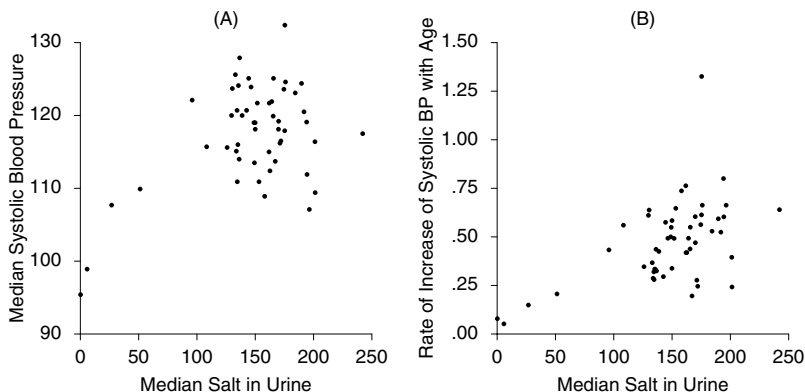 (A)
Median Systolic Blood Pressure
130
120
110
100
90
0 50 100 150 200 250
Median Salt in Urine
(B)
Rate of Increase of Systolic BP with Age
1.50
1.25
1.00
.75
.50
.25
.00
0 50 100 150 200 250
Median Salt in Urine